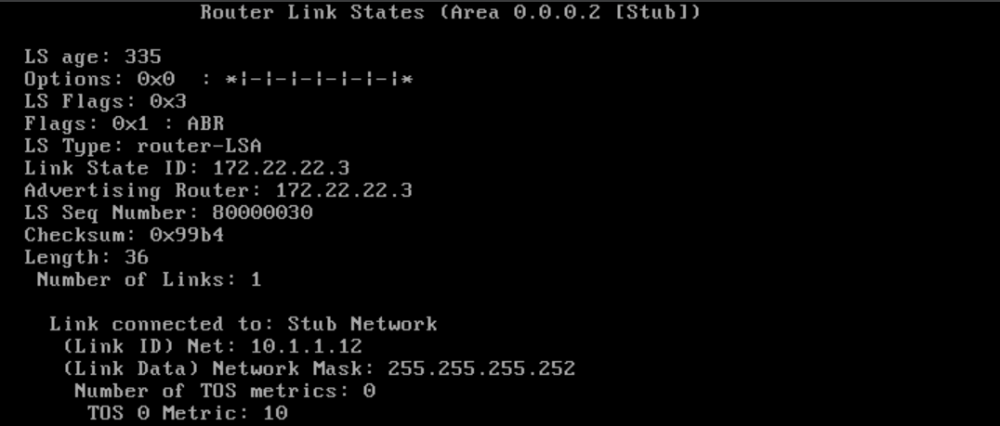 Router Link States (Area 0.0.0.2 [Stub])
LS age: 335
Options: 0x0  : *|-|-|-|-|-|-|*
LS Flags: 0x3
Flags: 0x1 : ABR
LS Type: router-LSA
Link State ID: 172.22.22.3
Advertising Router: 172.22.22.3
LS Seq Number: 80000030
Checksum: 0x99b4
Length: 36
Number of Links: 1
Link connected to: Stub Network
(Link ID) Net: 10.1.1.12
(Link Data) Network Mask: 255.255.255.252
Number of TOS metrics: 0
TOS 0 Metric: 10